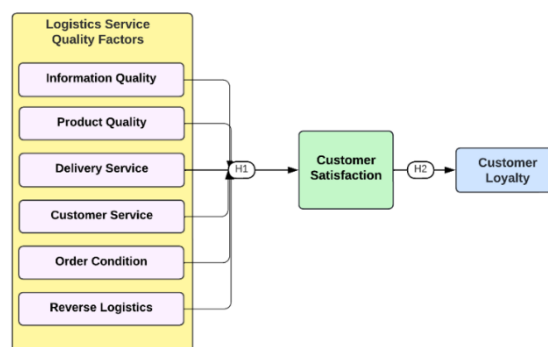 Logistics Service
Quality Factors
Information Quality
Product Quality
Delivery Service
Customer Service
Order Condition
Reverse Logistics
H1
Customer
Satisfaction
H2
Customer
Loyalty